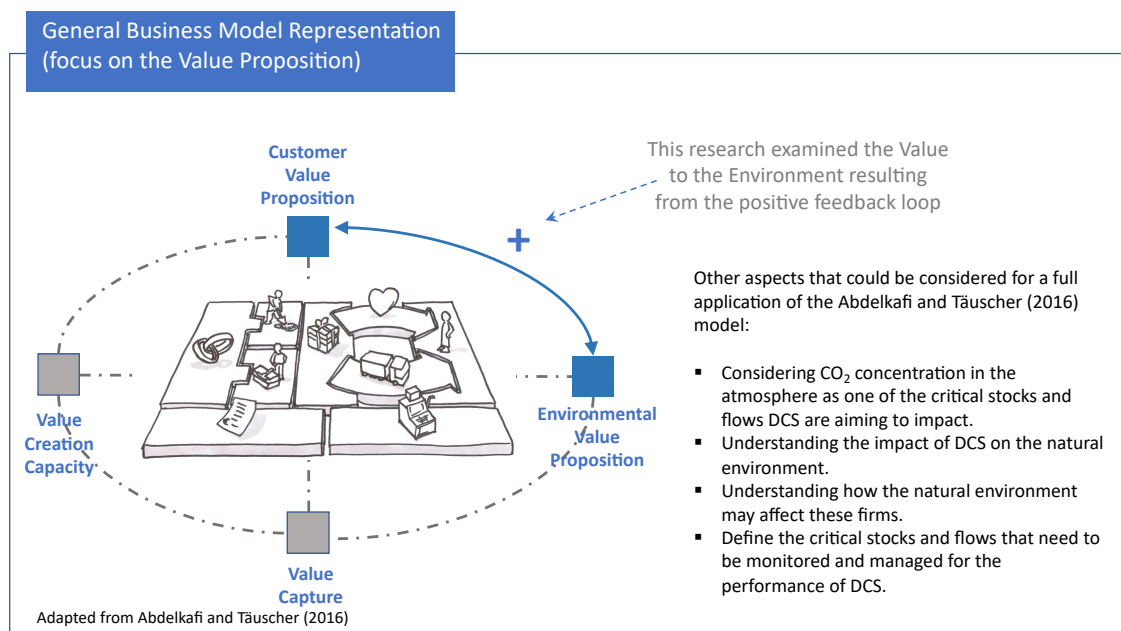 General Business Model Representation
(focus on the Value Proposition)
Customer
Value
Proposition
This research examined the Value
to the Environment resulting
from the positive feedback loop
+
Other aspects that could be considered for a full
application of the Abdelkafi and Täuscher (2016)
model:
▪ Considering CO₂ concentration in the
atmosphere as one of the critical stocks and
flows DCS are aiming to impact.
▪ Understanding the impact of DCS on the natural
environment.
▪ Understanding how the natural environment
may affect these firms.
▪ Define the critical stocks and flows that need to
be monitored and managed for the
performance of DCS.
Value
Creation
Capacity
Environmental
Value
Proposition
Value
Capture
Adapted from Abdelkafi and Täuscher (2016)